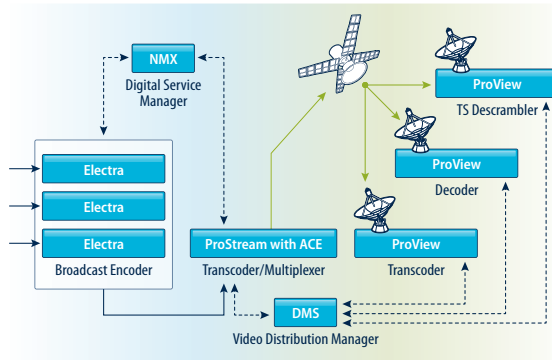 NMX
Digital Service
Manager
ProView
TS Descrambler
Electra
ProView
Decoder
Electra
Electra
ProStream with ACE
ProView
Broadcast Encoder
Transcoder/Multiplexer
Transcoder
DMS
Video Distribution Manager